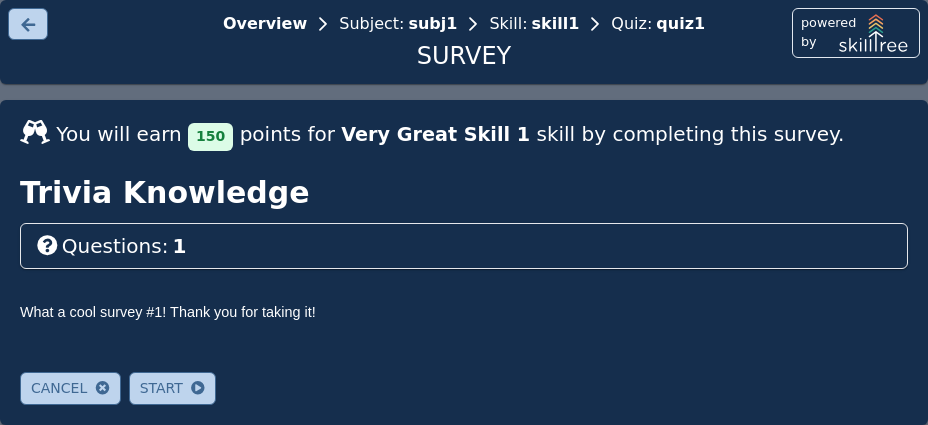 Overview > Subject: subj1 > Skill: skill1 > Quiz: quiz1
SURVEY
powered
by skilltree
You will earn 150 points for Very Great Skill 1 skill by completing this survey.
Trivia Knowledge
Questions: 1
What a cool survey #1! Thank you for taking it!
CANCEL
START